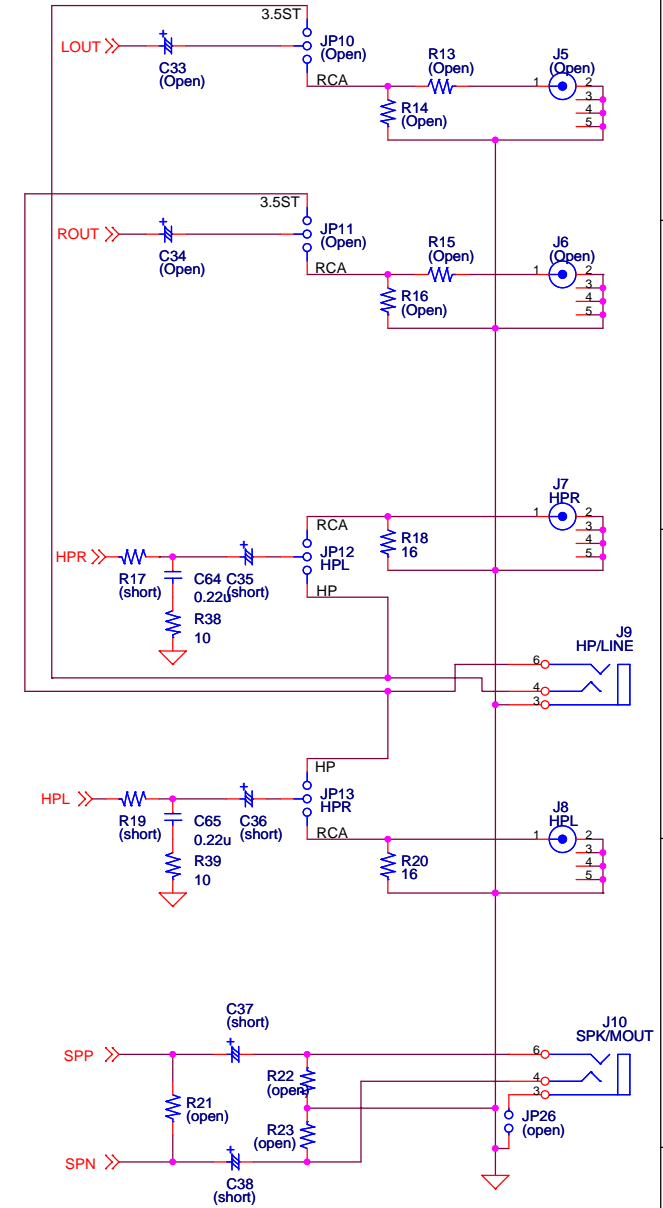 3.5ST
LOUT
+
C33
(Open)
JP10
(Open)
RCA
R13
(Open)
R14
(Open)
J5
(Open)
1
2
3
4
5
3.5ST
ROUT
+
C34
(Open)
JP11
(Open)
RCA
R15
(Open)
R16
(Open)
J6
(Open)
1
2
3
4
5
HPR
R17
(short)
C64
0.22u
+
C35
(short)
R38
10
RCA
JP12
HPL
HP
R18
16
J7
HPR
1
2
3
4
5
J9
HP/LINE
6
4
3
HPL
R19
(short)
C65
0.22u
+
C36
(short)
R39
10
HP
JP13
HPR
RCA
R20
16
J8
HPL
1
2
3
4
5
SPP
C37
(short)
+
R21
(open)
R22
(open)
R23
(open)
SPN
+
C38
(short)
J10
SPK/MOUT
6
4
3
JP26
(open)